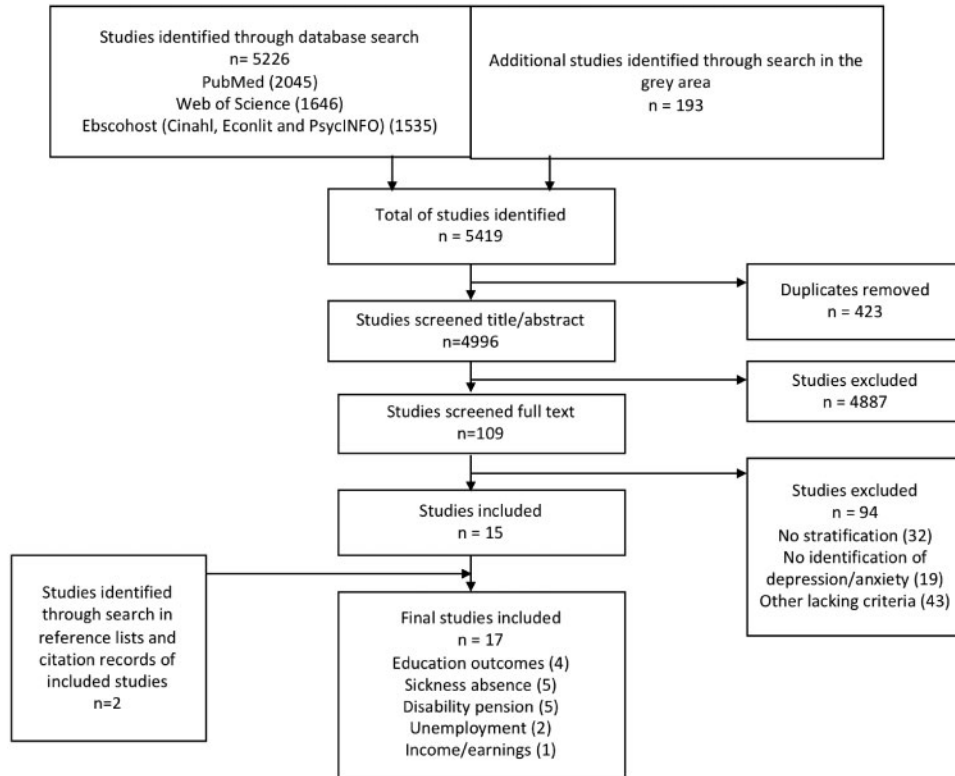 Studies identified through database search
n= 5226
PubMed (2045)
Web of Science (1646)
Ebscohost (Cinahl, Econlit and PsycINFO) (1535)
Additional studies identified through search in the
grey area
n = 193
Total of studies identified
n = 5419
Duplicates removed
n = 423
Studies screened title/abstract
n=4996
Studies excluded
n = 4887
Studies screened full text
n=109
Studies excluded
n = 94
No stratification (32)
No identification of
depression/anxiety (19)
Other lacking criteria (43)
Studies included
n = 15
Studies identified
through search in
reference lists and
citation records of
included studies
n=2
Final studies included
n = 17
Education outcomes (4)
Sickness absence (5)
Disability pension (5)
Unemployment (2)
Income/earnings (1)